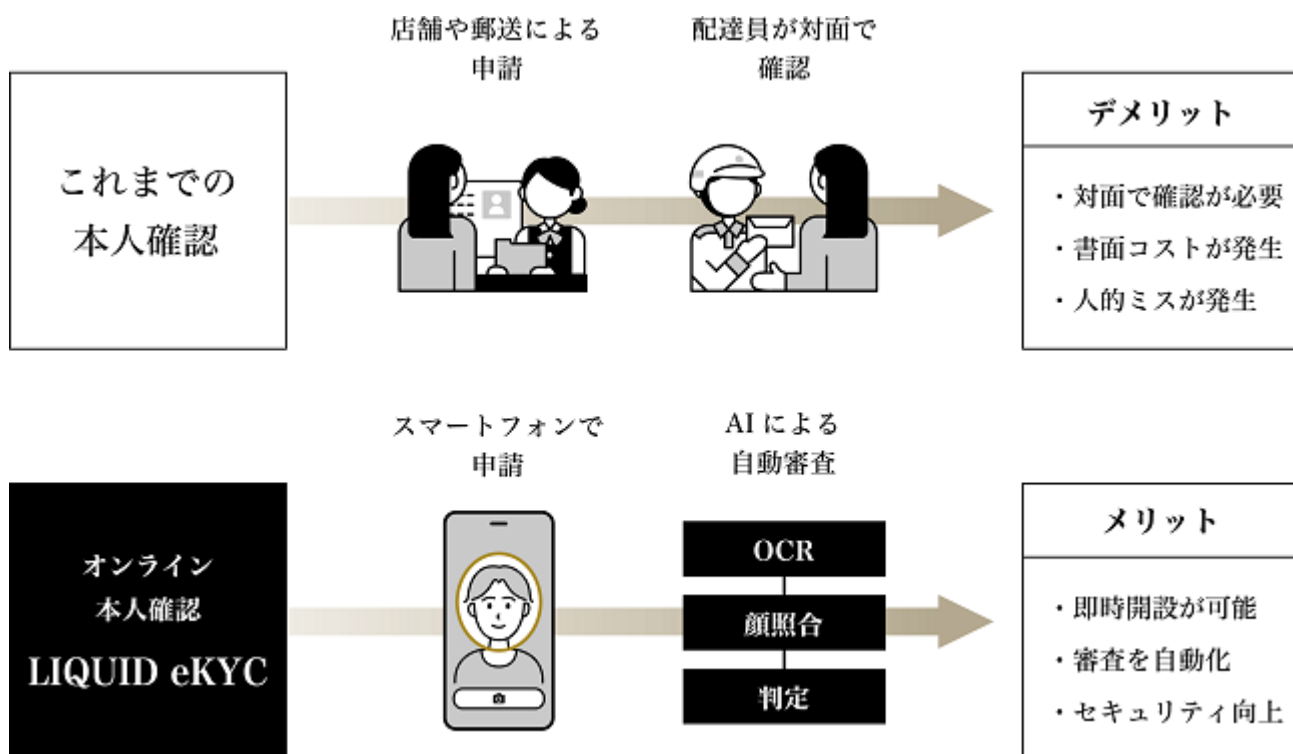 店舗や郵送による
申請
配達員が対面で
確認
これまでの
本人確認
デメリット
・対面で確認が必要
・書面コストが発生
・人的ミスが発生
スマートフォンで
申請
AI による
自動審査
オンライン
本人確認
LIQUID eKYC
OCR
顔照合
判定
メリット
・即時開設が可能
・審査を自動化
・セキュリティ向上